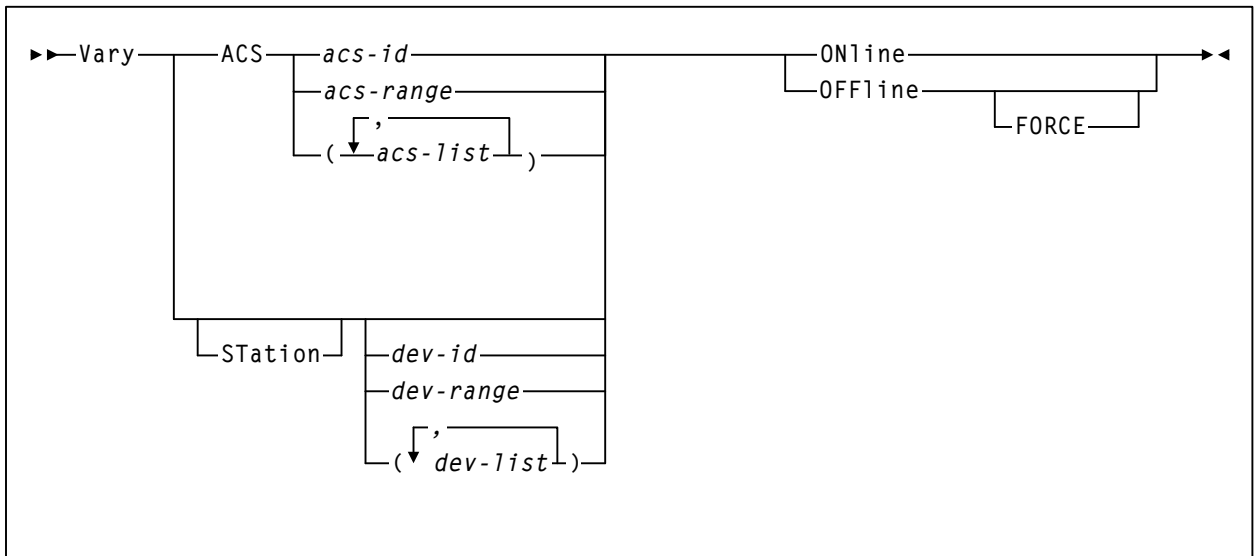 Vary ACS acs-id ONline
acs-range OFFline
,
FORCE
( acs-list )
STation dev-id
dev-range
,
( dev-list )